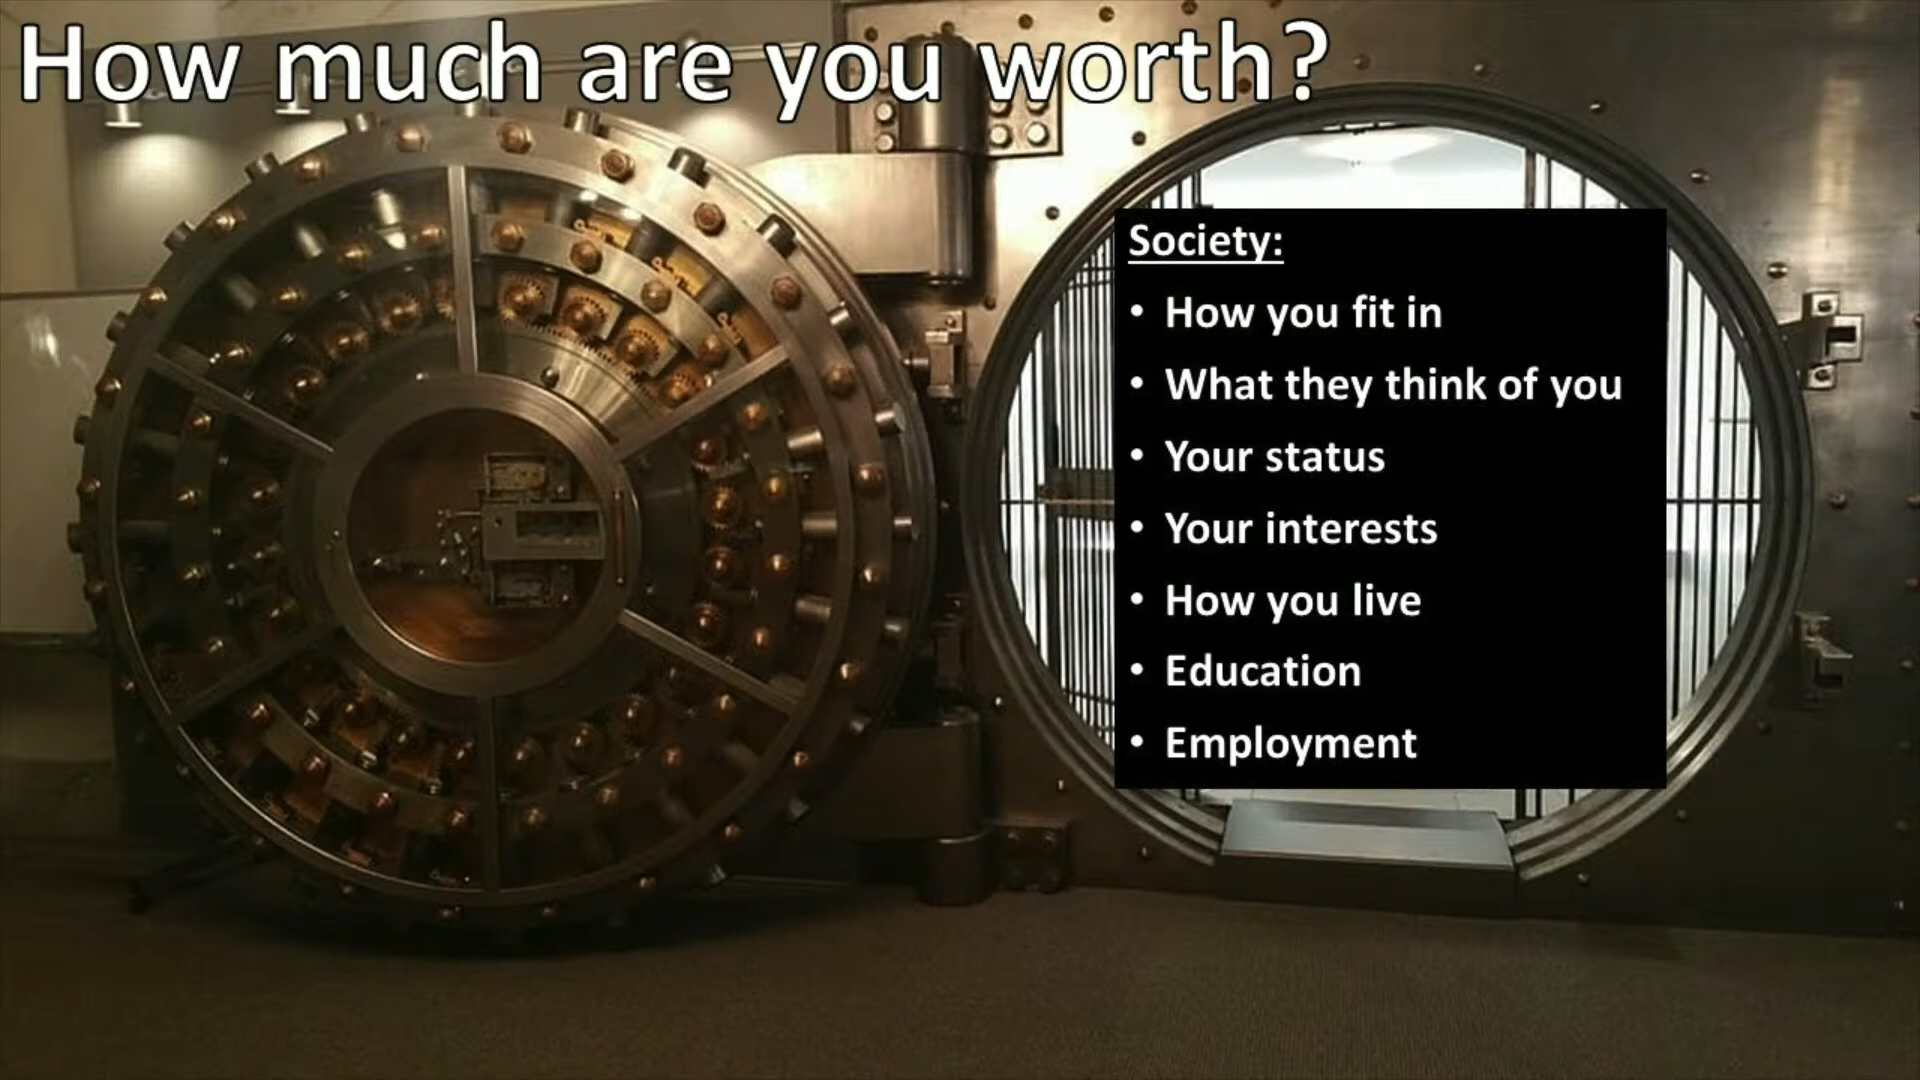 How much are you worth?
Society:
• How you fit in
• What they think of you
• Your status
• Your interests
• How you live
• Education
• Employment